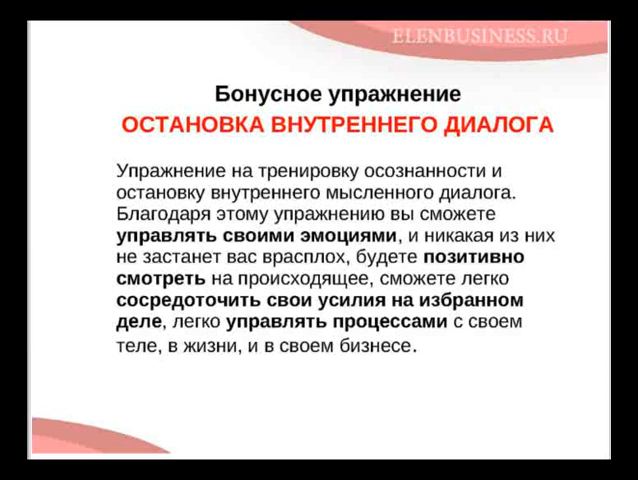 ELENBUSINESS.RU
Бонусное упражнение
ОСТАНОВКА ВНУТРЕННЕГО ДИАЛОГА
Упражнение на тренировку осознанности и
остановку внутреннего мысленного диалога.
Благодаря этому упражнению вы сможете
управлять своими эмоциями, и никакая из них
не застанет вас врасплох, будете позитивно
смотреть на происходящее, сможете легко
сосредоточить свои усилия на избранном
деле, легко управлять процессами с своем
теле, в жизни, и в своем бизнесе.